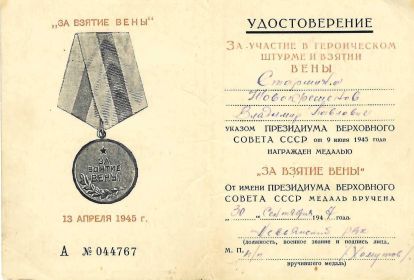 „ЗА ВЗЯТИЕ ВЕНЫ"
ЗА
ВЗЯТИЕ
ВЕНЫ
13 АПРЕЛЯ 1945 г.
А № 044767
УДОСТОВЕРЕНИЕ
ЗА УЧАСТИЕ В ГЕРОИЧЕСКОМ
ШТУРМЕ И ВЗЯТИИ
ВЕНЫ
Старшина
Новокрещенов
Владимир Павлович
УКАЗОМ ПРЕЗИДИУМА ВЕРХОВНОГО
СОВЕТА СССР от 9 июня 1945 года
НАГРАЖДЕН МЕДАЛЬЮ
„ЗА ВЗЯТИЕ ВЕНЫ"
От имени ПРЕЗИДИУМА ВЕРХОВНОГО
СОВЕТА СССР МЕДАЛЬ ВРУЧЕНА
30 „ Сентября 194 года
(должность, военное звание и подпись лица,
М. П.
вручившего медаль)